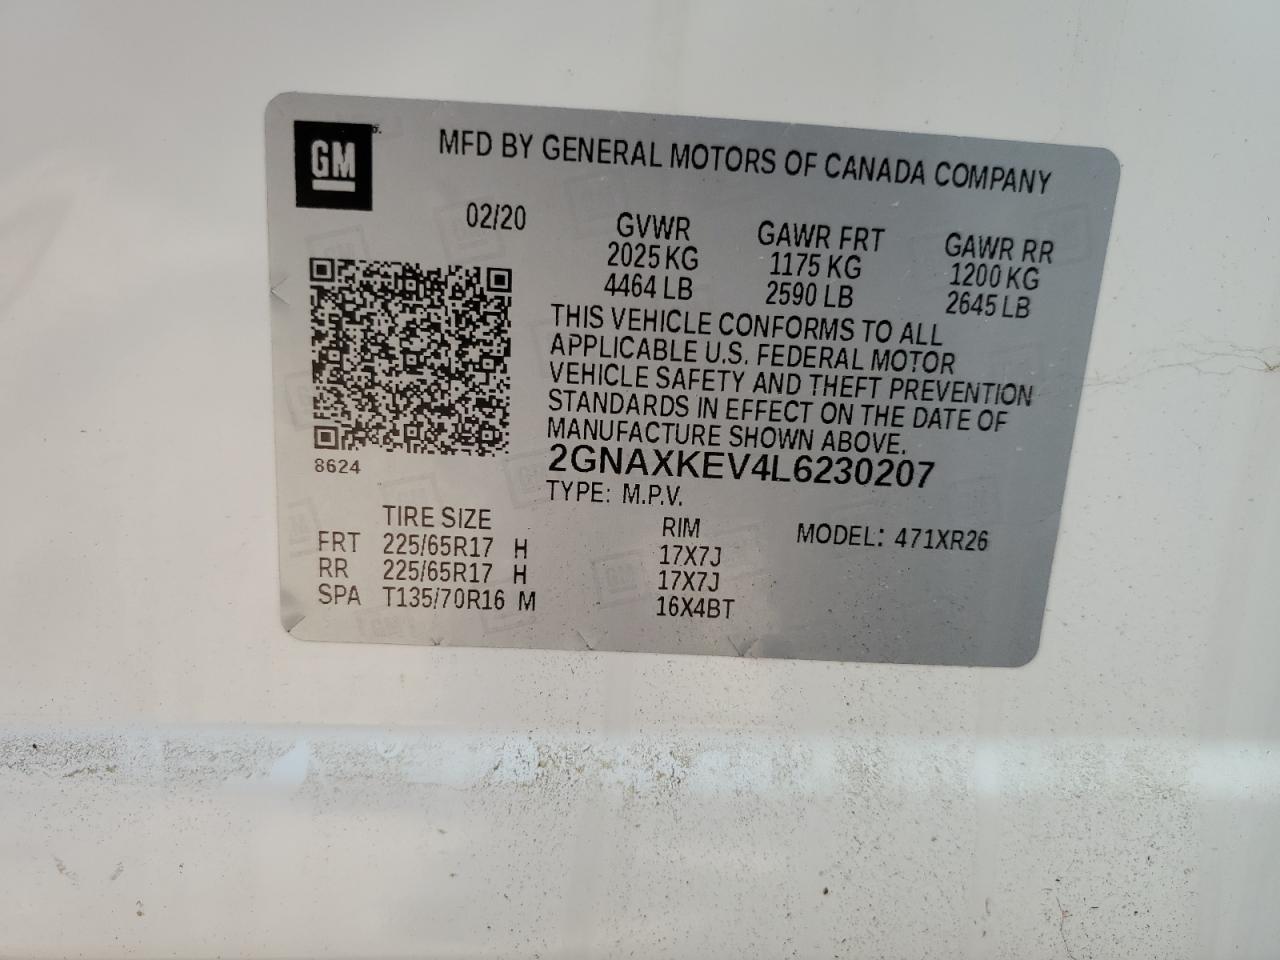 GM
MFD BY GENERAL MOTORS OF CANADA COMPANY
02/20
GVWR GAWR FRT GAWR RR
2025 KG 1175 KG 1200 KG
4464 LB 2590 LB 2645 LB
THIS VEHICLE CONFORMS TO ALL
APPLICABLE U.S. FEDERAL MOTOR
VEHICLE SAFETY AND THEFT PREVENTION
STANDARDS IN EFFECT ON THE DATE OF
MANUFACTURE SHOWN ABOVE.
8624
2GNAXKEV4L6230207
TYPE: M.P.V.
TIRE SIZE RIM MODEL: 471XR26
FRT 225/65R17 H 17X7J
RR 225/65R17 H 17X7J
SPA T135/70R16 M 16X4BT